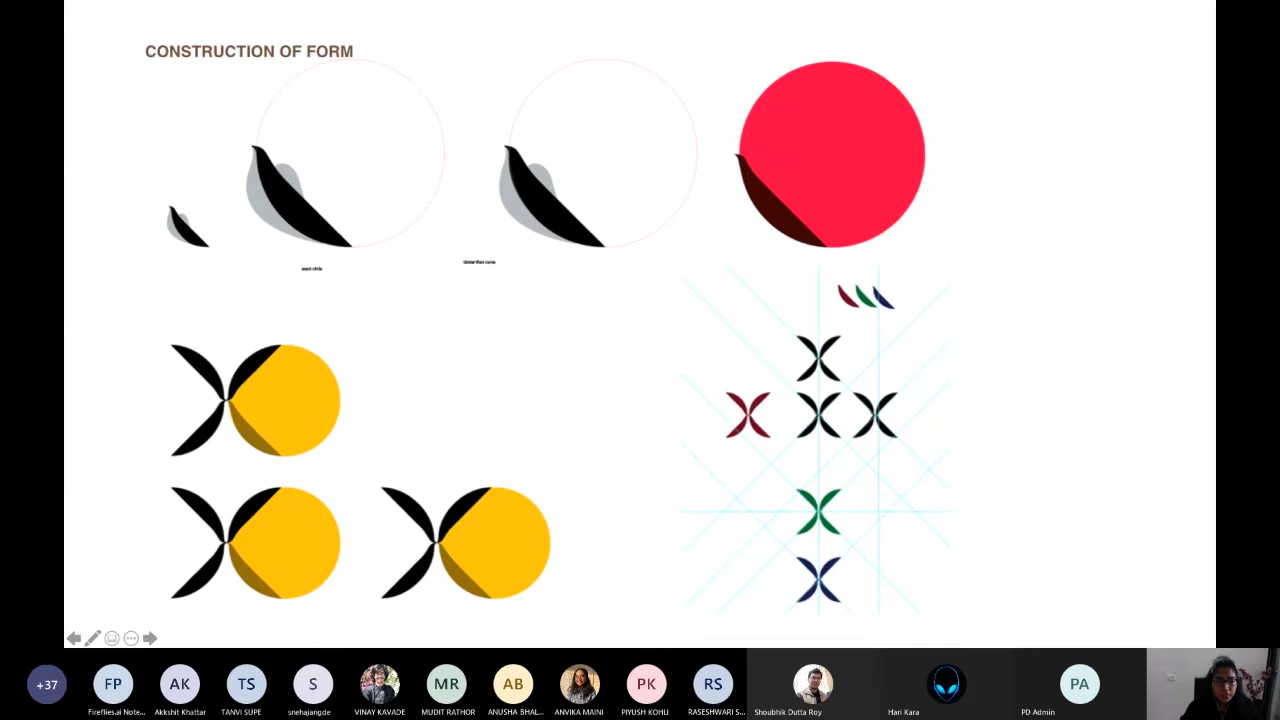 CONSTRUCTION OF FORM
+37
FP
AK
TS
S
MR
AB
PK
RS
PA
Fireflies.ai Note...
Akkshit Khattar
TANVI SUPE
snehajangde
VINAY KAVADE
MUDIT RATHOR
ANUSHA BHAL...
ANVIKA MAINI
PIYUSH KOHLI
RASESHWARI S...
Shoubhik Dutta Roy
Hari Kara
PD Admin